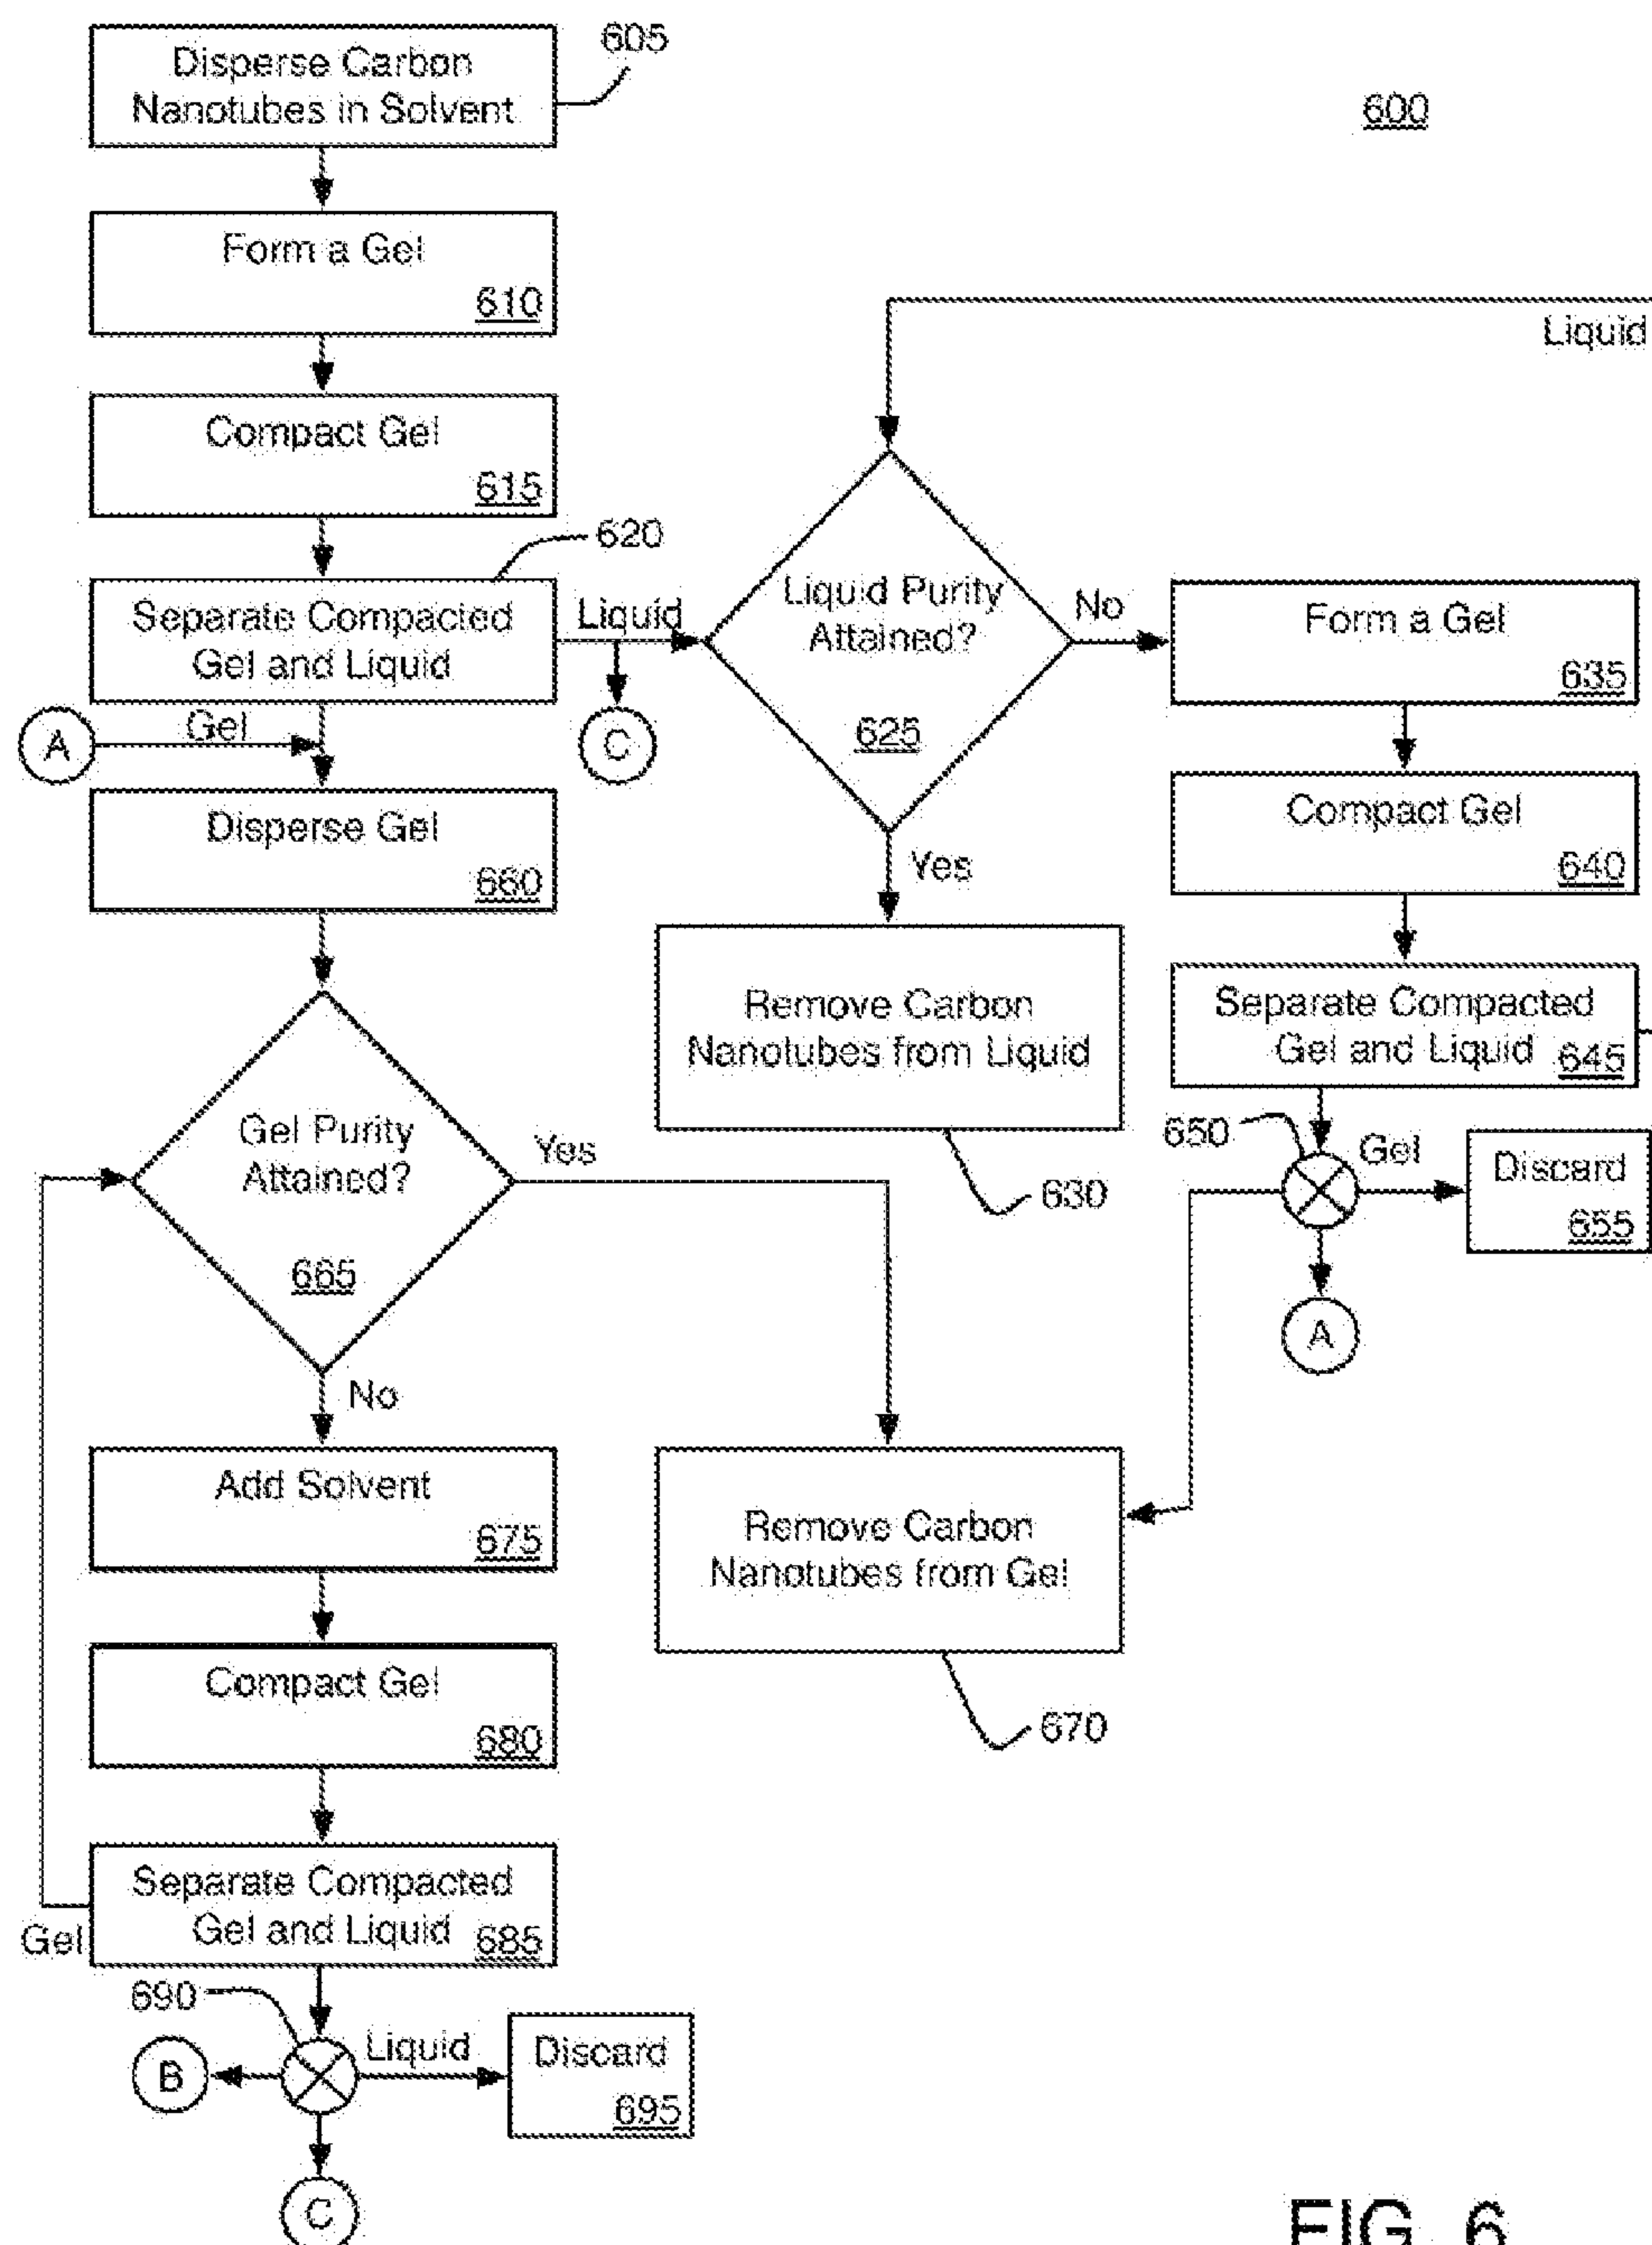 Disperse Carbon
Nanotubes in Solvent
605
600
Form a Gel
610
Liquid
Compact Gel
615
620
Separate Compacted
Gel and Liquid
Liquid
C
A
Gel
Liquid Purity
Attained?
625
No
Yes
Form a Gel
635
Compact Gel
640
Disperse Gel
660
Remove Carbon
Nanotubes from Liquid
630
Separate Compacted
Gel and Liquid 645
650
Gel
Discard
655
A
Gel Purity
Attained?
665
Yes
No
Add Solvent
675
Remove Carbon
Nanotubes from Gel
670
Compact Gel
680
Separate Compacted
Gel and Liquid 685
Gel
690
B
Liquid
Discard
695
C
FIG. 6